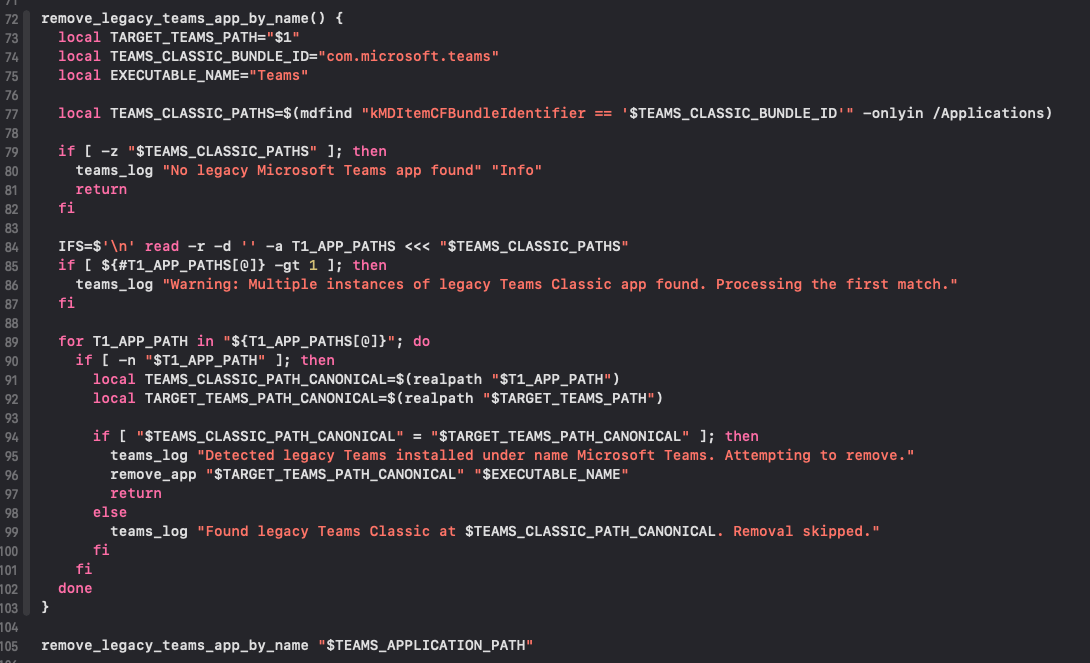 71
72 remove_legacy_teams_app_by_name() {
73 local TARGET_TEAMS_PATH="$1"
74 local TEAMS_CLASSIC_BUNDLE_ID="com.microsoft.teams"
75 local EXECUTABLE_NAME="Teams"
76
77 local TEAMS_CLASSIC_PATHS=$(mdfind "kMDItemCFBundleIdentifier == '$TEAMS_CLASSIC_BUNDLE_ID'" -onlyin /Applications)
78
79 if [ -z "$TEAMS_CLASSIC_PATHS" ]; then
80 teams_log "No legacy Microsoft Teams app found" "Info"
81 return
82 fi
83
84 IFS=$'\n' read -r -d '' -a T1_APP_PATHS <<< "$TEAMS_CLASSIC_PATHS"
85 if [ ${#T1_APP_PATHS[@]} -gt 1 ]; then
86 teams_log "Warning: Multiple instances of legacy Teams Classic app found. Processing the first match."
87 fi
88
89 for T1_APP_PATH in "${T1_APP_PATHS[@]}"; do
90 if [ -n "$T1_APP_PATH" ]; then
91 local TEAMS_CLASSIC_PATH_CANONICAL=$(realpath "$T1_APP_PATH")
92 local TARGET_TEAMS_PATH_CANONICAL=$(realpath "$TARGET_TEAMS_PATH")
93
94 if [ "$TEAMS_CLASSIC_PATH_CANONICAL" = "$TARGET_TEAMS_PATH_CANONICAL" ]; then
95 teams_log "Detected legacy Teams installed under name Microsoft Teams. Attempting to remove."
96 remove_app "$TARGET_TEAMS_PATH_CANONICAL" "$EXECUTABLE_NAME"
97 return
98 else
99 teams_log "Found legacy Teams Classic at $TEAMS_CLASSIC_PATH_CANONICAL. Removal skipped."
100 fi
101 fi
102 done
103 }
104
105 remove_legacy_teams_app_by_name "$TEAMS_APPLICATION_PATH"